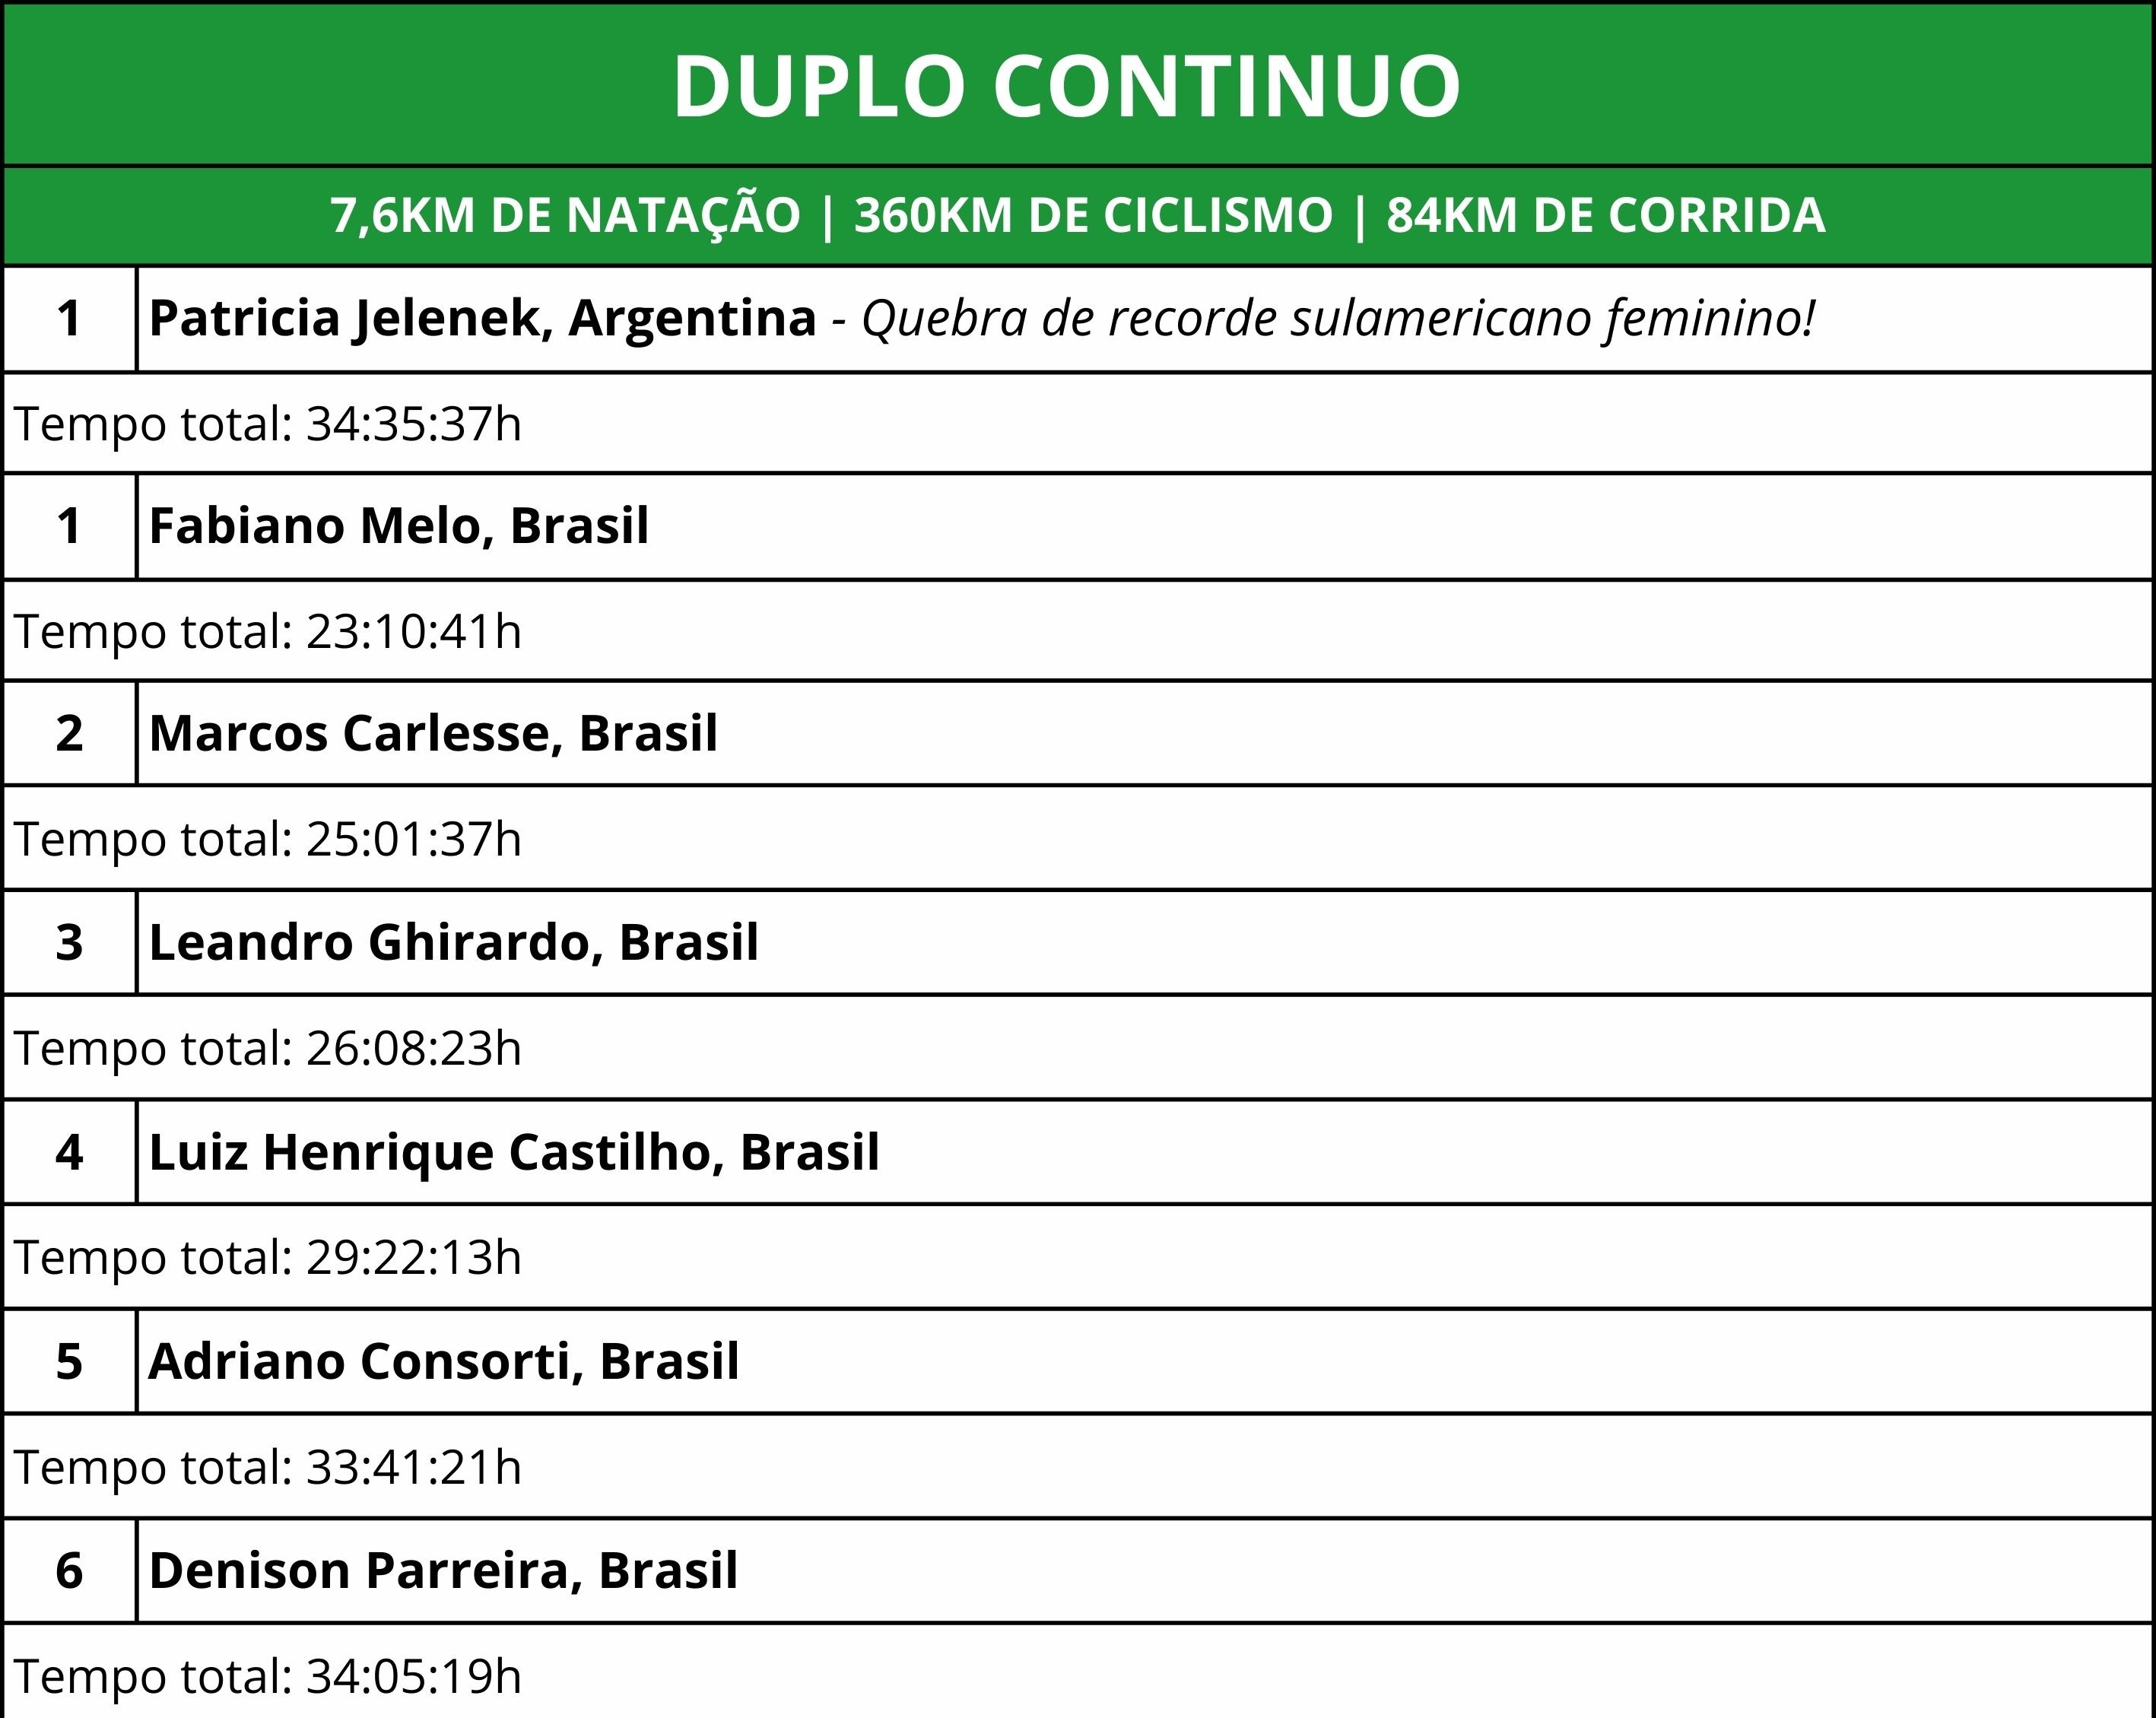 DUPLO CONTINUO
7,6KM DE NATAÇÃO | 360KM DE CICLISMO | 84KM DE CORRIDA
1 Patricia Jelenek, Argentina - Quebra de recorde sulamericano feminino!
Tempo total: 34:35:37h
1 Fabiano Melo, Brasil
Tempo total: 23:10:41h
2 Marcos Carlesse, Brasil
Tempo total: 25:01:37h
3 Leandro Ghirardo, Brasil
Tempo total: 26:08:23h
4 Luiz Henrique Castilho, Brasil
Tempo total: 29:22:13h
5 Adriano Consorti, Brasil
Tempo total: 33:41:21h
6 Denison Parreira, Brasil
Tempo total: 34:05:19h